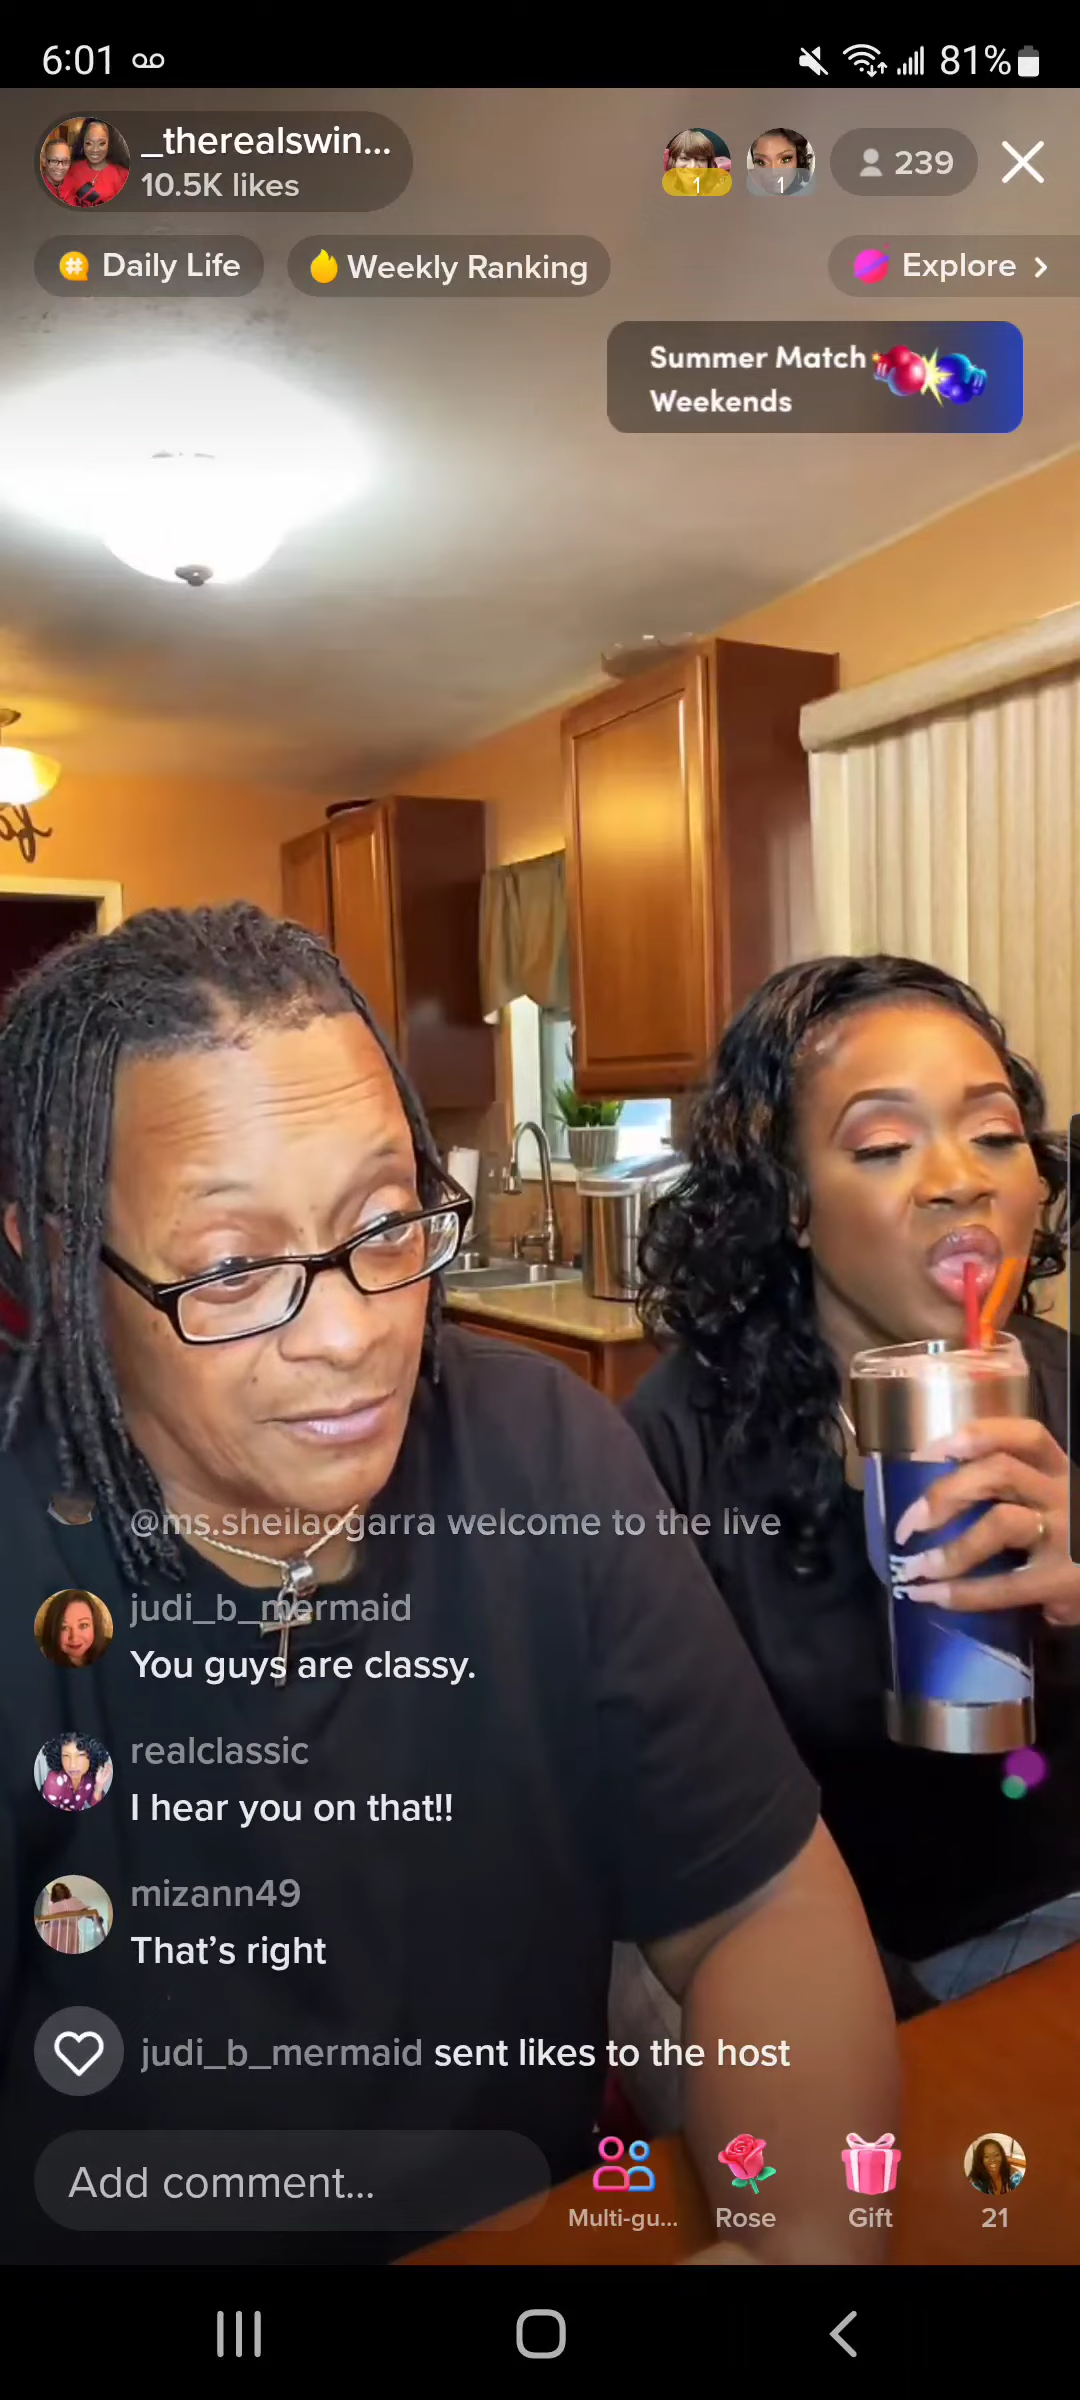 6:01
81%
_therealswin...
10.5K likes
1
1
239
Daily Life
Weekly Ranking
Explore >
Summer Match
Weekends
@ms.sheilaogarra welcome to the live
judi_b_mermaid
You guys are classy.
realclassic
I hear you on that!!
mizann49
That's right
judi_b_mermaid sent likes to the host
Add comment...
Multi-gu...
Rose
Gift
21